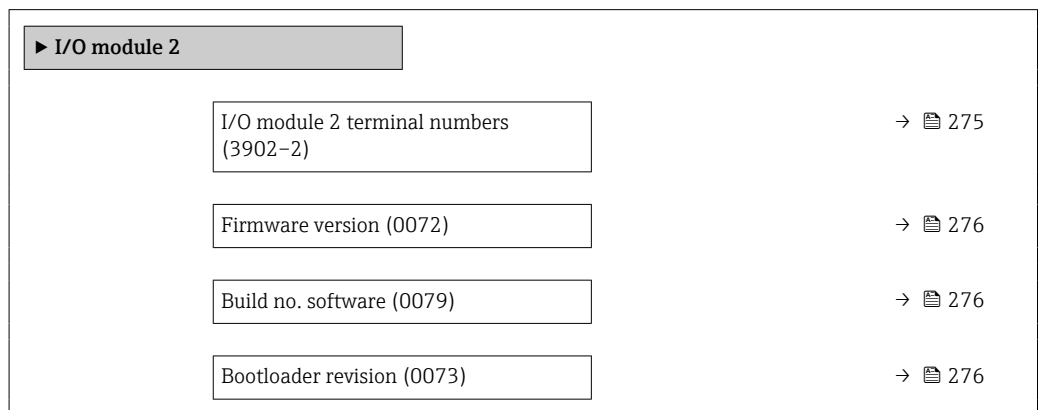 ▶ I/O module 2
I/O module 2 terminal numbers → 275
(3902–2)
Firmware version (0072) → 276
Build no. software (0079) → 276
Bootloader revision (0073) → 276